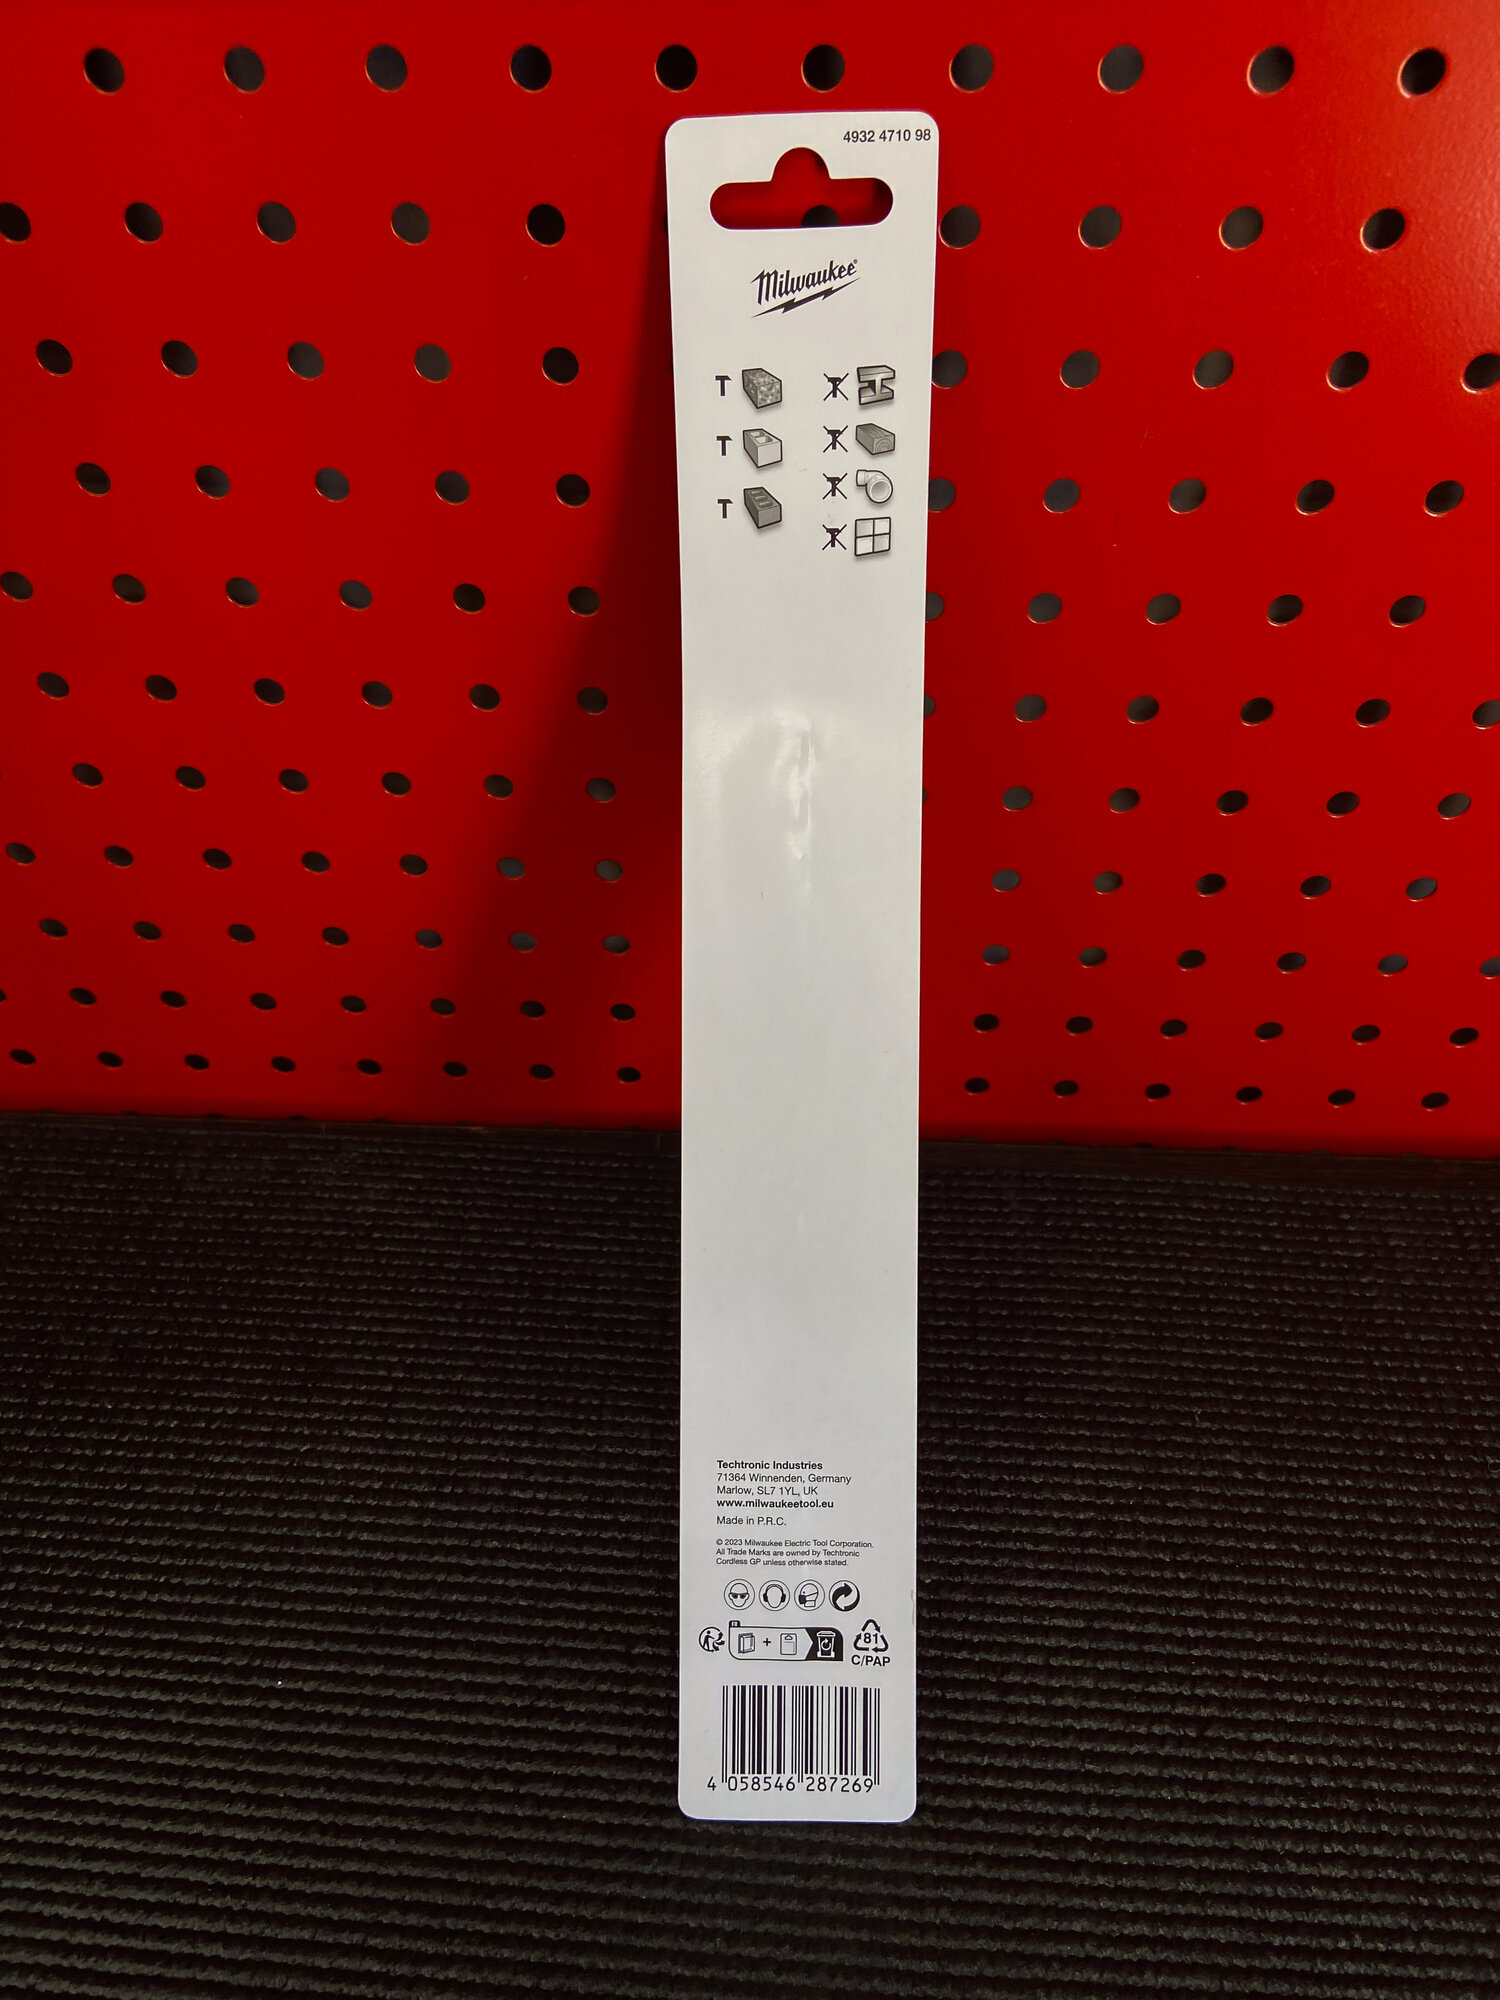 4932 4710 98
Milwaukee®
Techtronic Industries
71364 Winnenden, Germany
Marlow, SL7 1YL, UK
www.milwaukeetool.eu
Made in P.R.C.
© 2023 Milwaukee Electric Tool Corporation.
All Trade Marks are owned by Techtronic
Cordless GP unless otherwise stated.
FR
+
81
C/PAP
4 058546 287269